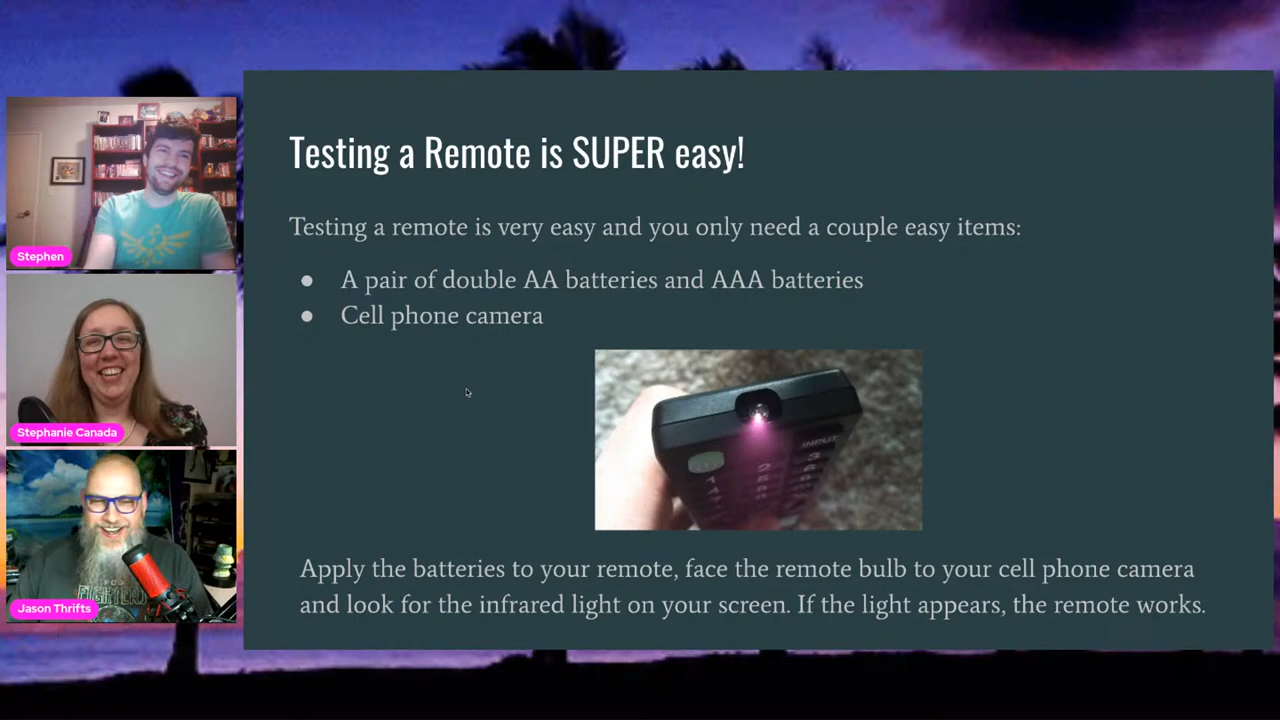 Testing a Remote is SUPER easy!
Testing a remote is very easy and you only need a couple easy items:
● A pair of double AA batteries and AAA batteries
● Cell phone camera
INPUT
Apply the batteries to your remote, face the remote bulb to your cell phone camera
and look for the infrared light on your screen. If the light appears, the remote works.
Stephen
Stephanie Canada
FIGHTERS
Jason Thrifts